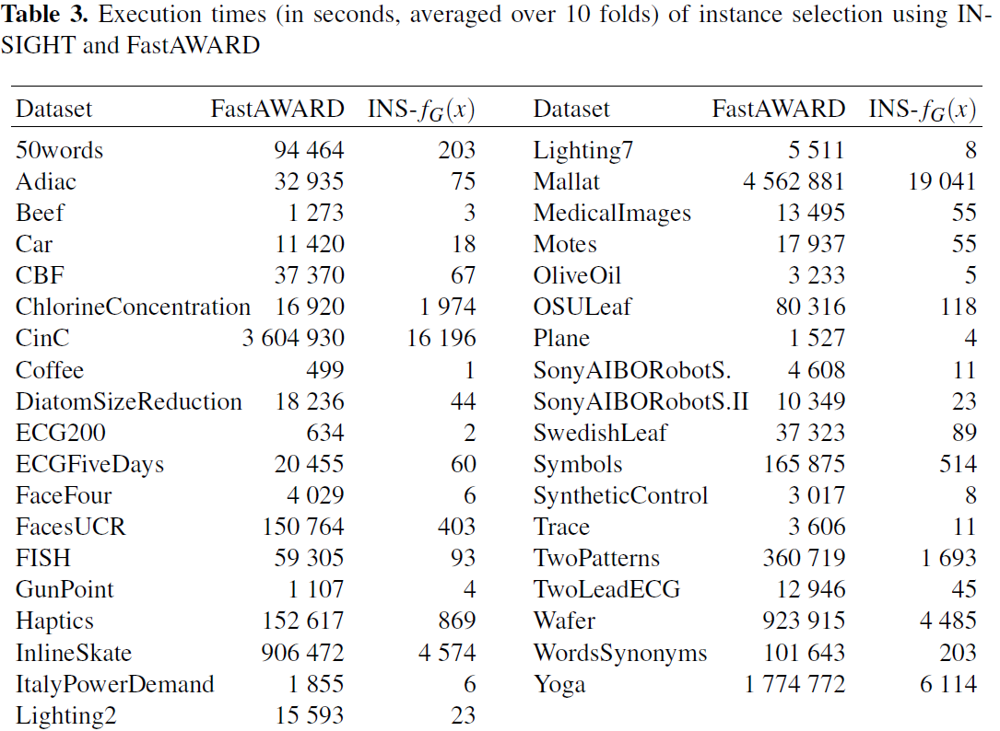 Table 3. Execution times (in seconds, averaged over 10 folds) of instance selection using IN-
SIGHT and FastAWARD
Dataset FastAWARD INS-f_G(x) Dataset FastAWARD INS-f_G(x)
50words 94 464 203 Lighting7 5 511 8
Adiac 32 935 75 Mallat 4 562 881 19 041
Beef 1 273 3 MedicalImages 13 495 55
Car 11 420 18 Motes 17 937 55
CBF 37 370 67 OliveOil 3 233 5
ChlorineConcentration 16 920 1 974 OSULeaf 80 316 118
CinC 3 604 930 16 196 Plane 1 527 4
Coffee 499 1 SonyAIBORobotS. 4 608 11
DiatomSizeReduction 18 236 44 SonyAIBORobotS.II 10 349 23
ECG200 634 2 SwedishLeaf 37 323 89
ECGFiveDays 20 455 60 Symbols 165 875 514
FaceFour 4 029 6 SyntheticControl 3 017 8
FacesUCR 150 764 403 Trace 3 606 11
FISH 59 305 93 TwoPatterns 360 719 1 693
GunPoint 1 107 4 TwoLeadECG 12 946 45
Haptics 152 617 869 Wafer 923 915 4 485
InlineSkate 906 472 4 574 WordsSynonyms 101 643 203
ItalyPowerDemand 1 855 6 Yoga 1 774 772 6 114
Lighting2 15 593 23